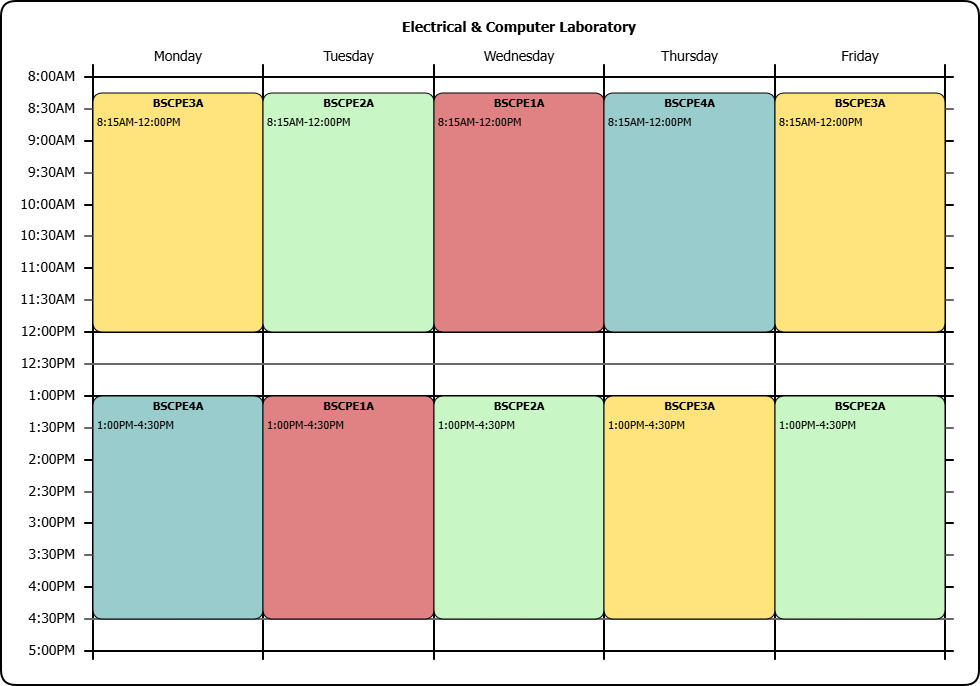 Electrical & Computer Laboratory
Monday Tuesday Wednesday Thursday Friday
8:00AM
BSCPE3A BSCPE2A BSCPE1A BSCPE4A BSCPE3A
8:30AM
8:15AM-12:00PM 8:15AM-12:00PM 8:15AM-12:00PM 8:15AM-12:00PM 8:15AM-12:00PM
9:00AM
9:30AM
10:00AM
10:30AM
11:00AM
11:30AM
12:00PM
12:30PM
1:00PM
BSCPE4A BSCPE1A BSCPE2A BSCPE3A BSCPE2A
1:30PM 1:00PM-4:30PM 1:00PM-4:30PM 1:00PM-4:30PM 1:00PM-4:30PM 1:00PM-4:30PM
2:00PM
2:30PM
3:00PM
3:30PM
4:00PM
4:30PM
5:00PM